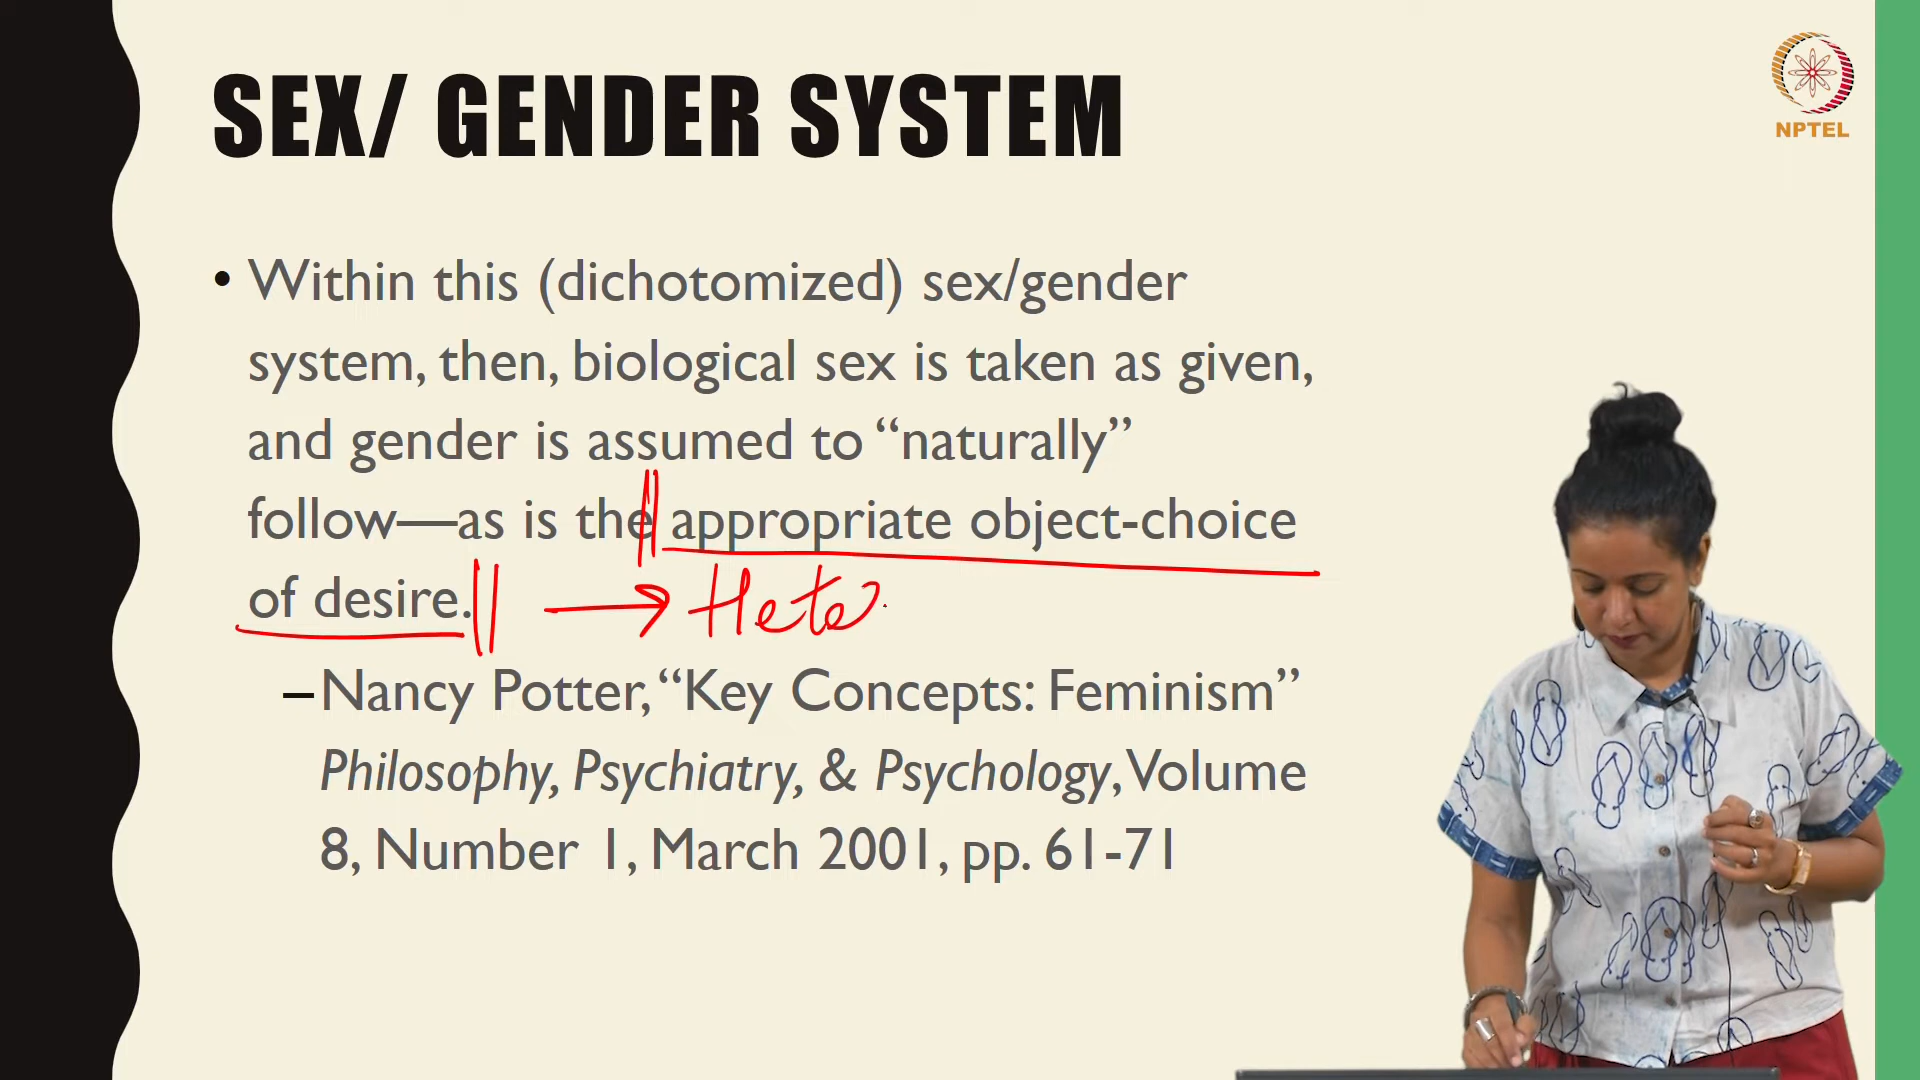 SEX/ GENDER SYSTEM
NPTEL
• Within this (dichotomized) sex/gender
system, then, biological sex is taken as given,
and gender is assumed to “naturally”
follow—as is the appropriate object-choice
of desire. → Hete
–Nancy Potter, “Key Concepts: Feminism”
Philosophy, Psychiatry, & Psychology, Volume
8, Number 1, March 2001, pp. 61-71